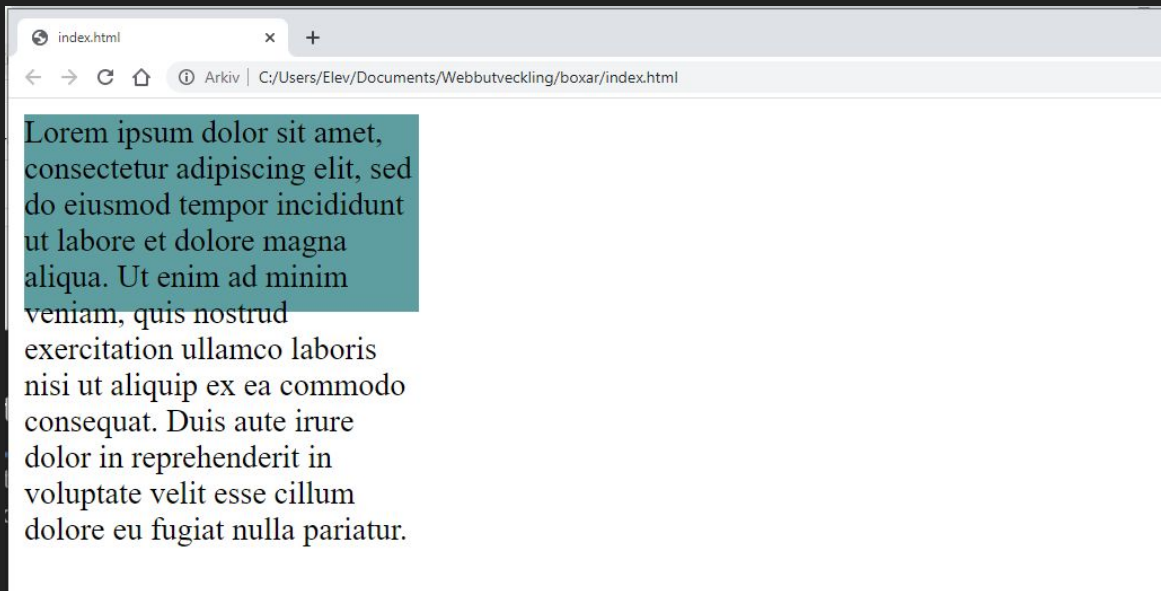 index.html
Arkiv | C:/Users/Elev/Documents/Webbutveckling/boxar/index.html
Lorem ipsum dolor sit amet,
consectetur adipiscing elit, sed
do eiusmod tempor incididunt
ut labore et dolore magna
aliqua. Ut enim ad minim
veniam, quis nostrud
exercitation ullamco laboris
nisi ut aliquip ex ea commodo
consequat. Duis aute irure
dolor in reprehenderit in
voluptate velit esse cillum
dolore eu fugiat nulla pariatur.